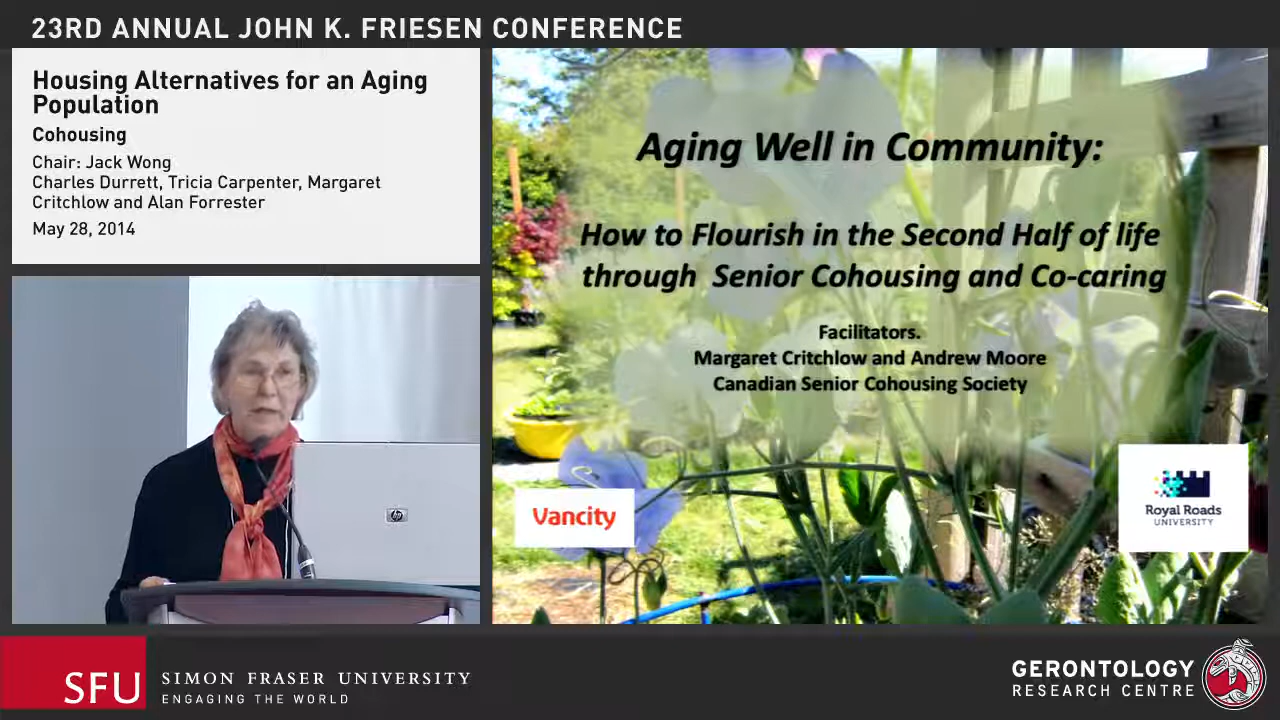 23RD ANNUAL JOHN K. FRIESEN CONFERENCE
Housing Alternatives for an Aging
Population
Cohousing
Chair: Jack Wong
Charles Durrett, Tricia Carpenter, Margaret
Critchlow and Alan Forrester
May 28, 2014
Aging Well in Community:
How to Flourish in the Second Half of life
through Senior Cohousing and Co-caring
Facilitators.
Margaret Critchlow and Andrew Moore
Canadian Senior Cohousing Society
Vancity
Royal Roads
UNIVERSITY
hp
SFU
SIMON FRASER UNIVERSITY
ENGAGING THE WORLD
GERONTOLOGY
RESEARCH CENTRE